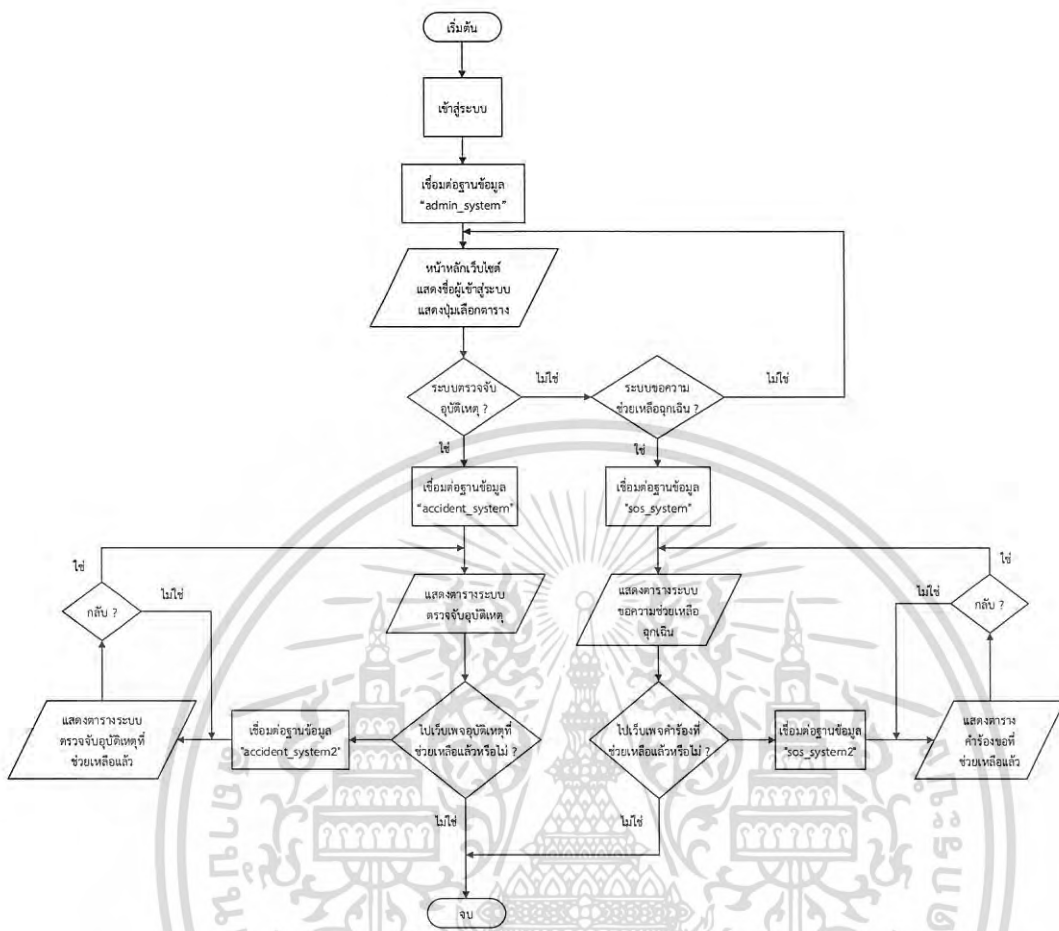 เริ่มต้น
เข้าสู่ระบบ
เชื่อมต่อฐานข้อมูล
"admin_system"
หน้าหลักเว็บไซต์
แสดงชื่อผู้เข้าสู่ระบบ
แสดงปุ่มเลือกตาราง
ระบบตรวจจับ
อุบัติเหตุ ?
ไม่ใช่
ระบบขอความ
ช่วยเหลือฉุกเฉิน ?
ไม่ใช่
ใช่
ใช่
เชื่อมต่อฐานข้อมูล
"accident_system"
เชื่อมต่อฐานข้อมูล
"sos_system"
ใช่
กลับ ?
ไม่ใช่
แสดงตารางระบบ
ตรวจจับอุบัติเหตุ
แสดงตารางระบบ
ขอความช่วยเหลือ
ฉุกเฉิน
ไม่ใช่
ใช่
กลับ ?
แสดงตารางระบบ
ตรวจจับอุบัติเหตุที่
ช่วยเหลือแล้ว
เชื่อมต่อฐานข้อมูล
"accident_system2"
ไปเว็บเพจอุบัติเหตุที่
ช่วยเหลือแล้วหรือไม่ ?
ไปเว็บเพจคำร้องที่
ช่วยเหลือแล้วหรือไม่ ?
เชื่อมต่อฐานข้อมูล
"sos_system2"
แสดงตาราง
คำร้องขอที่
ช่วยเหลือแล้ว
ไม่ใช่
ไม่ใช่
จบ